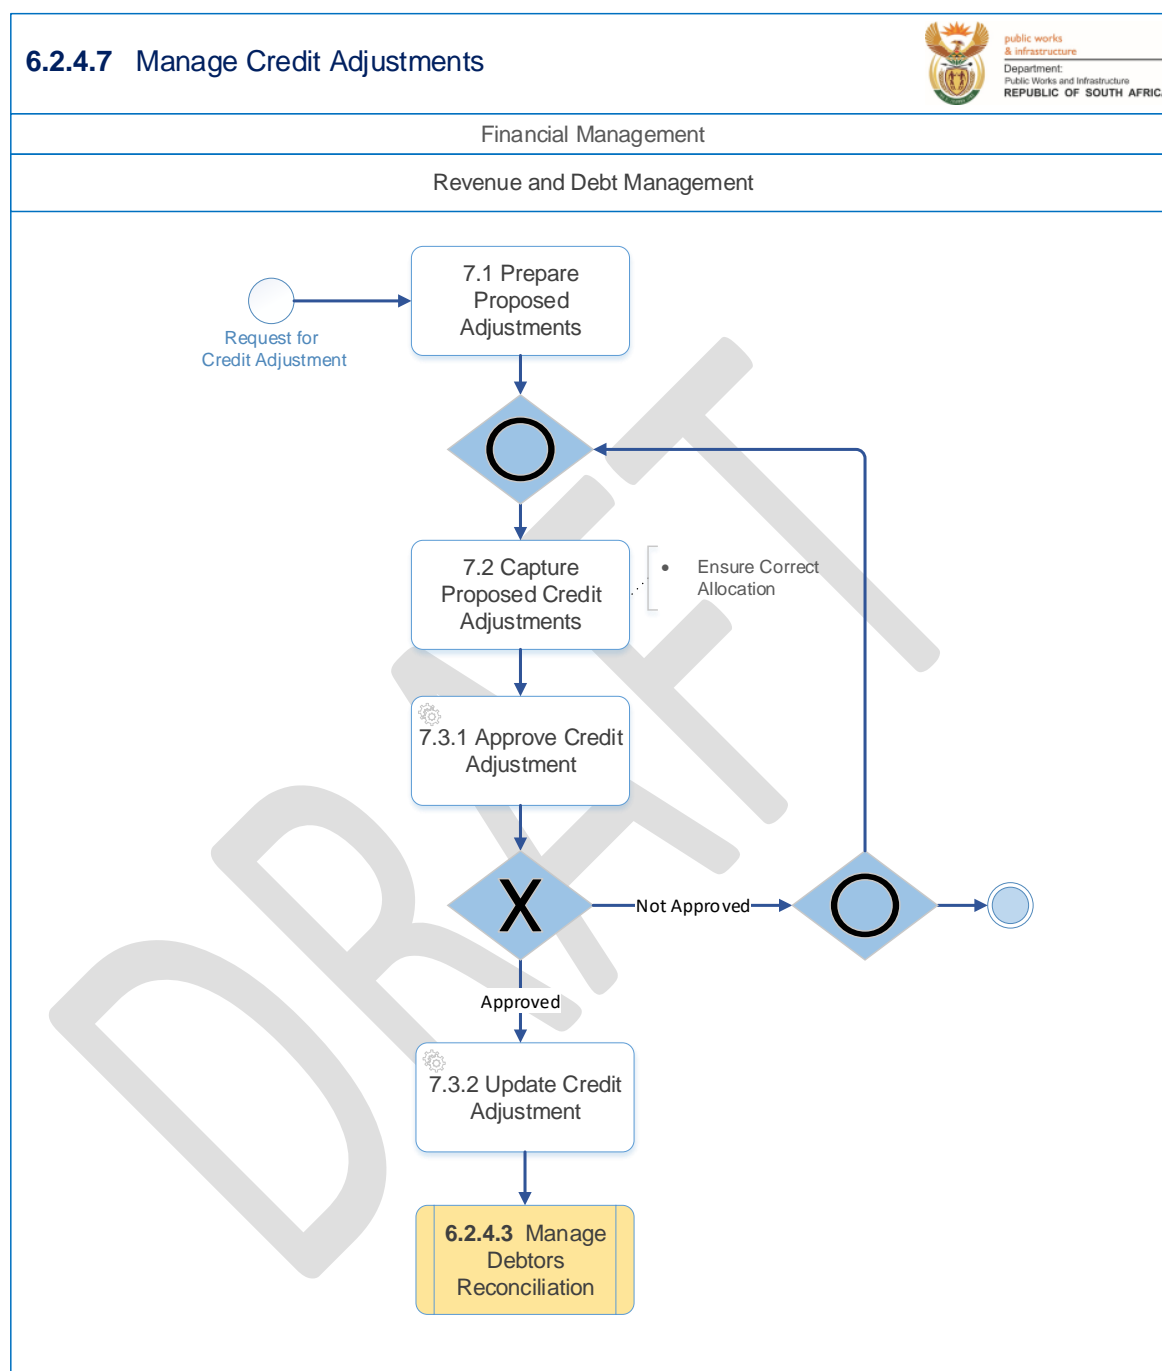 6.2.4.7 Manage Credit Adjustments
public works
& infrastructure
Department:
Public Works and Infrastructure
REPUBLIC OF SOUTH AFRIC
Financial Management
Revenue and Debt Management
7.1 Prepare
Proposed
Adjustments
Request for
Credit Adjustment
7.2 Capture
Proposed Credit
Adjustments
• Ensure Correct
Allocation
7.3.1 Approve Credit
Adjustment
X
Not Approved
Approved
7.3.2 Update Credit
Adjustment
6.2.4.3 Manage
Debtors
Reconciliation
DRAFT